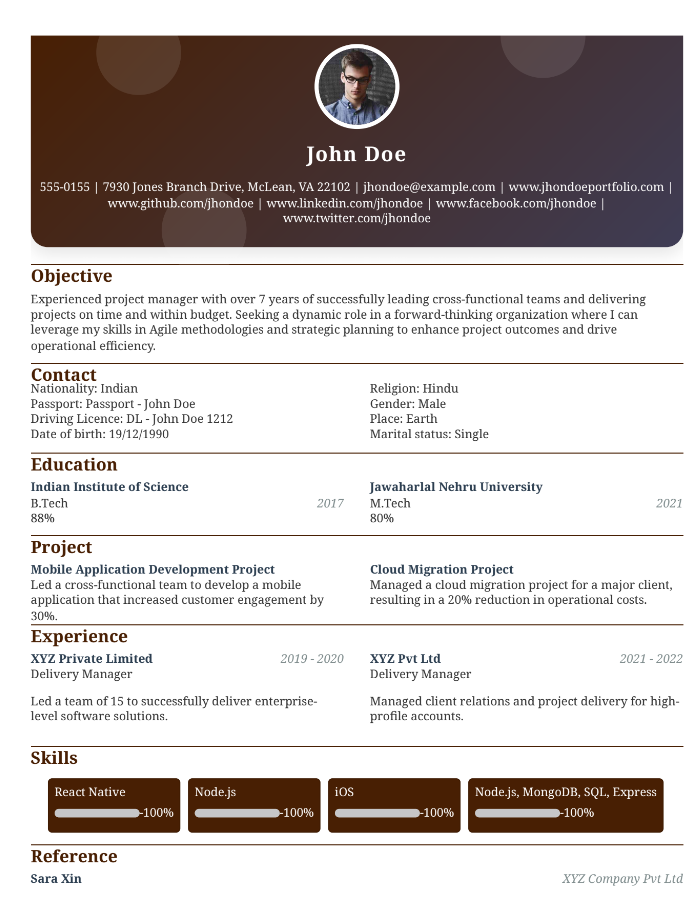 John Doe
555-0155 | 7930 Jones Branch Drive, McLean, VA 22102 | jhondoe@example.com | www.jhondoeportfolio.com |
www.github.com/jhondoe | www.linkedin.com/jhondoe | www.facebook.com/jhondoe |
www.twitter.com/jhondoe
Objective
Experienced project manager with over 7 years of successfully leading cross-functional teams and delivering
projects on time and within budget. Seeking a dynamic role in a forward-thinking organization where I can
leverage my skills in Agile methodologies and strategic planning to enhance project outcomes and drive
operational efficiency.
Contact
Nationality: Indian
Passport: Passport - John Doe
Driving Licence: DL - John Doe 1212
Date of birth: 19/12/1990
Religion: Hindu
Gender: Male
Place: Earth
Marital status: Single
Education
Indian Institute of Science
B.Tech 2017
88%
Jawaharlal Nehru University
M.Tech 2021
80%
Project
Mobile Application Development Project
Led a cross-functional team to develop a mobile
application that increased customer engagement by
30%.
Cloud Migration Project
Managed a cloud migration project for a major client,
resulting in a 20% reduction in operational costs.
Experience
XYZ Private Limited 2019 - 2020
Delivery Manager
Led a team of 15 to successfully deliver enterprise-
level software solutions.
XYZ Pvt Ltd 2021 - 2022
Delivery Manager
Managed client relations and project delivery for high-
profile accounts.
Skills
React Native
-100%
Node.js
-100%
iOS
-100%
Node.js, MongoDB, SQL, Express
-100%
Reference
Sara Xin XYZ Company Pvt Ltd